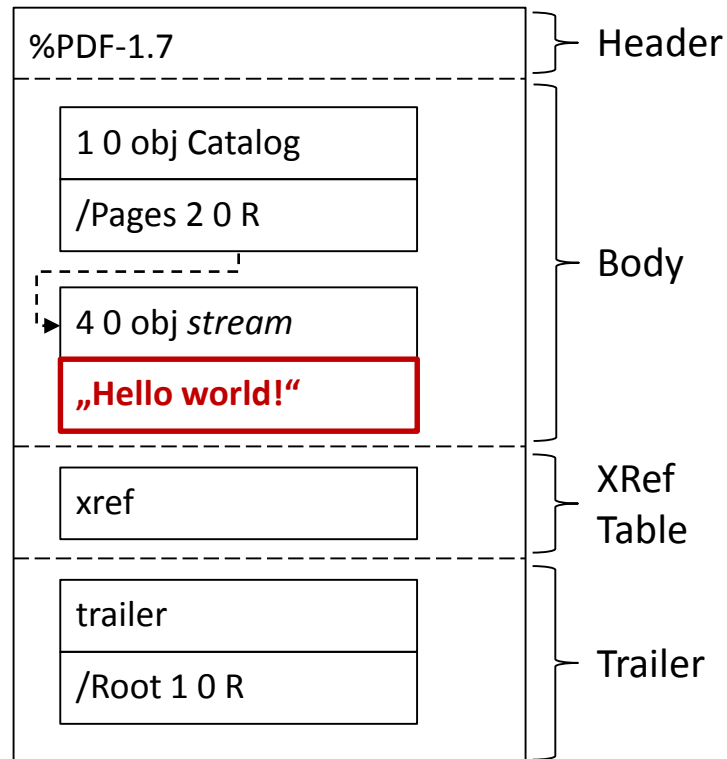 %PDF-1.7
Header
1 0 obj Catalog
/Pages 2 0 R
Body
4 0 obj stream
„Hello world!“
xref
XRef
Table
trailer
/Root 1 0 R
Trailer